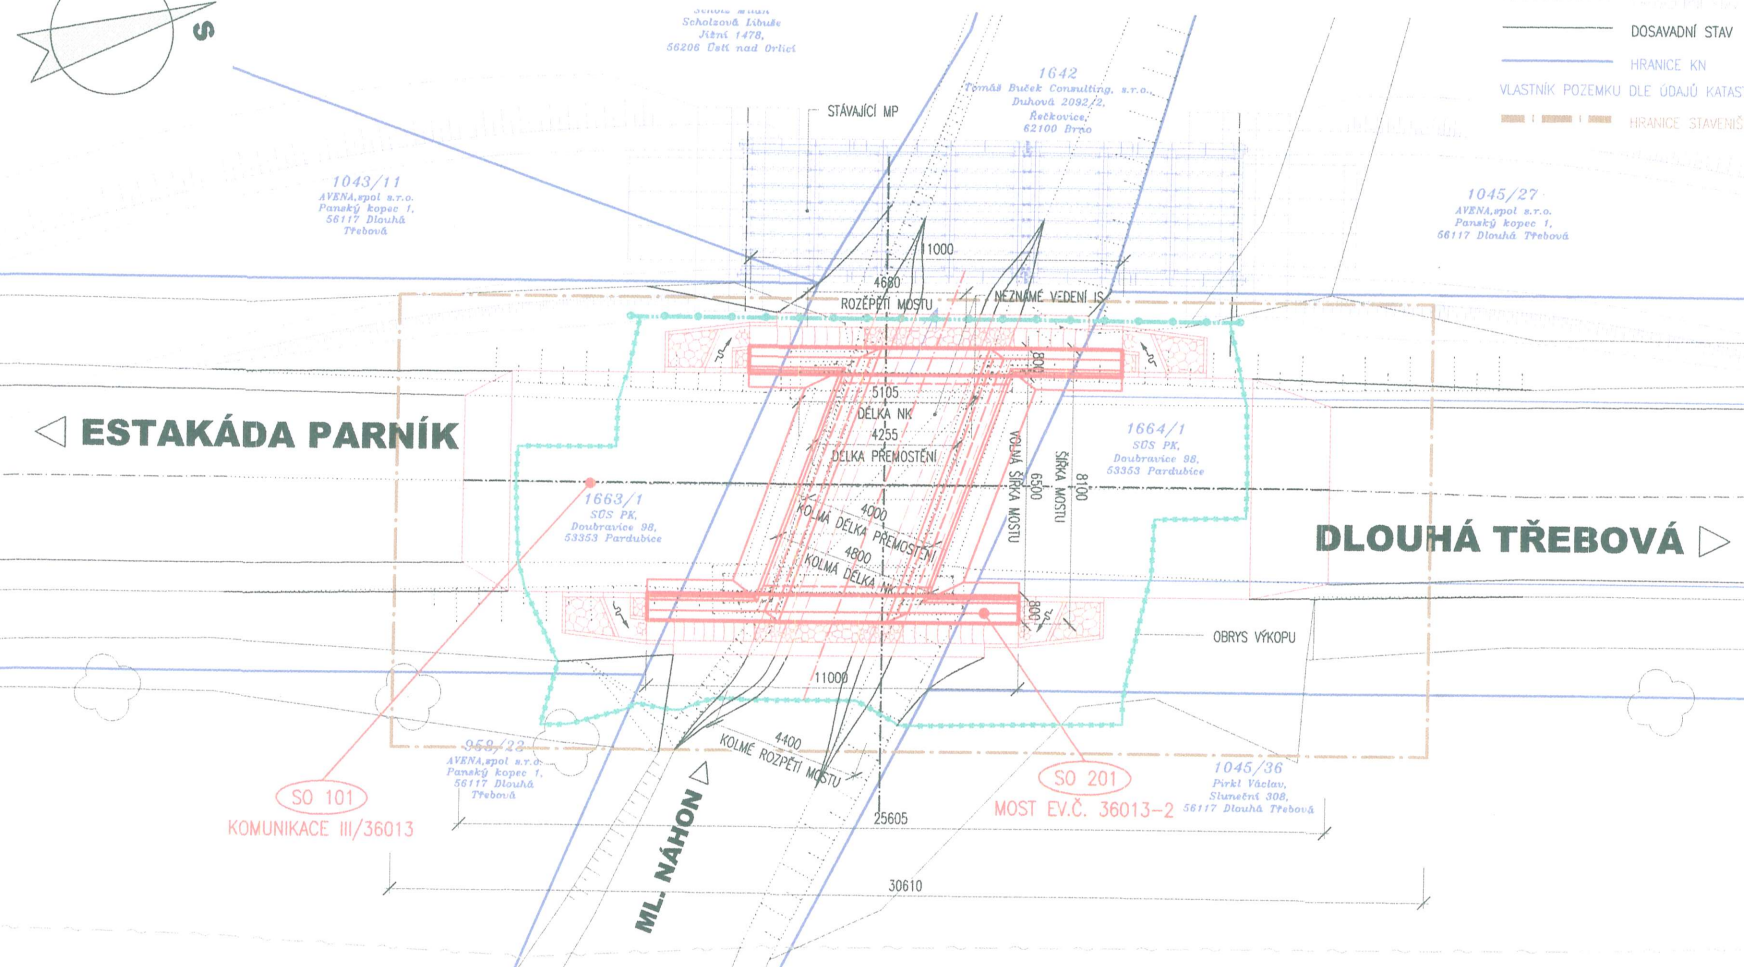 S
Scholzová Libuše
Jižní 1478,
56206 Ústí nad Orlicí
1642
Tomáš Buček Consulting, s.r.o.
Duhová 2092/2,
Řečkovice,
62100 Brno
DOSAVADNÍ STAV
HRANICE KN
VLASTNÍK POZEMKU DLE ÚDAJŮ KATAST
HRANICE STAVENIŠ
STÁVAJÍCÍ MP
1043/11
AVENA,spol s.r.o.
Panský kopec 1,
56117 Dlouhá
Třebová
1045/27
AVENA,spol s.r.o.
Panský kopec 1,
56117 Dlouhá Třebová
11000
4680
ROZĚPĚTÍ MOSTU
NEZNÁMÉ VEDENÍ IS
800
5105
DÉLKA NK
4255
DÉLKA PŘEMOSTĚNÍ
VOLNÁ ŠÍŘKA MOSTU
6500
ŠÍŘKA MOSTU
8100
ESTAKÁDA PARNÍK
1664/1
SÚS PK,
Doubravice 98,
53353 Pardubice
1663/1
SÚS PK,
Doubravice 98,
53353 Pardubice
4000
KOLMÁ DÉLKA PŘEMOSTĚNÍ
4800
KOLMÁ DÉLKA NK
DLOUHÁ TŘEBOVÁ
800
OBRYS VÝKOPU
11000
4400
KOLMÉ ROZPĚTÍ MOSTU
958/23
AVENA,spol s.r.o.
Panský kopec 1,
56117 Dlouhá
Třebová
SO 101
KOMUNIKACE III/36013
SO 201
MOST EV.Č. 36013-2
1045/36
Pirkl Václav,
Sluneční 308,
56117 Dlouhá Třebová
ML. NÁHON
25605
30610